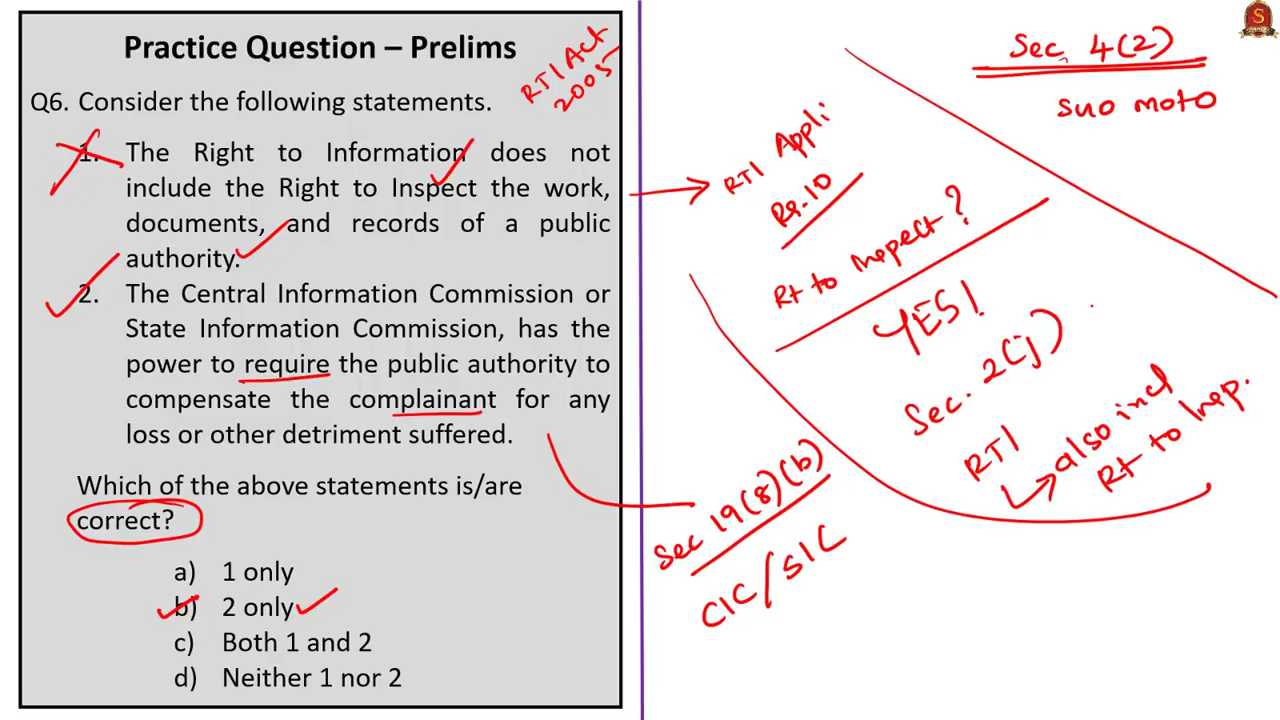 Practice Question – Prelims
RTI Act
2005
Q6. Consider the following statements.
1. The Right to Information does not
include the Right to Inspect the work,
documents, and records of a public
authority.
2. The Central Information Commission or
State Information Commission, has the
power to require the public authority to
compensate the complainant for any
loss or other detriment suffered.
Which of the above statements is/are
correct?
a) 1 only
b) 2 only
c) Both 1 and 2
d) Neither 1 nor 2
Sec. 4(2)
suo moto
RTI Appli
Rs.10
Rt to Inspect?
YES!
Sec. 2(j)
RTI
also incl
Rt to Insp.
Sec 19(8)(b)
CIC/SIC
S